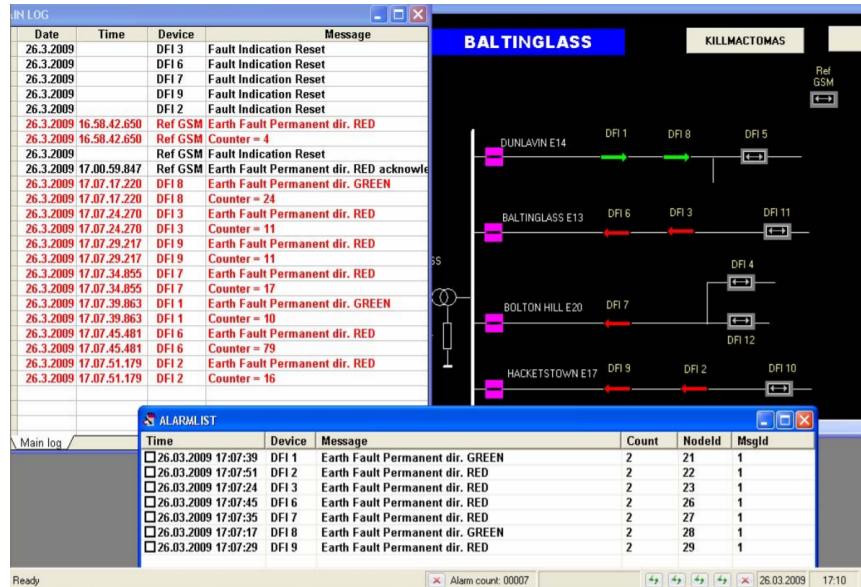 IN LOG
Date Time Device Message
26.3.2009 DFI 3 Fault Indication Reset
26.3.2009 DFI 6 Fault Indication Reset
26.3.2009 DFI 7 Fault Indication Reset
26.3.2009 DFI 9 Fault Indication Reset
26.3.2009 DFI 2 Fault Indication Reset
26.3.2009 16.58.42.650 Ref GSM Earth Fault Permanent dir. RED
26.3.2009 16.58.42.650 Ref GSM Counter = 4
26.3.2009 Ref GSM Fault Indication Reset
26.3.2009 17.00.59.847 Ref GSM Earth Fault Permanent dir. RED acknowle
26.3.2009 17.07.17.220 DFI 8 Earth Fault Permanent dir. GREEN
26.3.2009 17.07.17.220 DFI 8 Counter = 24
26.3.2009 17.07.24.270 DFI 3 Earth Fault Permanent dir. RED
26.3.2009 17.07.24.270 DFI 3 Counter = 11
26.3.2009 17.07.29.217 DFI 9 Earth Fault Permanent dir. RED
26.3.2009 17.07.29.217 DFI 9 Counter = 11
26.3.2009 17.07.34.855 DFI 7 Earth Fault Permanent dir. RED
26.3.2009 17.07.34.855 DFI 7 Counter = 17
26.3.2009 17.07.39.863 DFI 1 Earth Fault Permanent dir. GREEN
26.3.2009 17.07.39.863 DFI 1 Counter = 10
26.3.2009 17.07.45.481 DFI 6 Earth Fault Permanent dir. RED
26.3.2009 17.07.45.481 DFI 6 Counter = 79
26.3.2009 17.07.51.179 DFI 2 Earth Fault Permanent dir. RED
26.3.2009 17.07.51.179 DFI 2 Counter = 16
Main log
BALTINGLASS
KILLMACTOMAS
Ref
GSM
DUNLAVIN E14 DFI 1 DFI 8 DFI 5
BALTINGLASS E13 DFI 6 DFI 3 DFI 11
SS
DFI 4
BOLTON HILL E20 DFI 7
DFI 12
HACKETSTOWN E17 DFI 9 DFI 2 DFI 10
ALARMLIST
Time Device Message Count NodeId MsgId
26.03.2009 17:07:39 DFI 1 Earth Fault Permanent dir. GREEN 2 21 1
26.03.2009 17:07:51 DFI 2 Earth Fault Permanent dir. RED 2 22 1
26.03.2009 17:07:24 DFI 3 Earth Fault Permanent dir. RED 2 23 1
26.03.2009 17:07:45 DFI 6 Earth Fault Permanent dir. RED 2 26 1
26.03.2009 17:07:35 DFI 7 Earth Fault Permanent dir. RED 2 27 1
26.03.2009 17:07:17 DFI 8 Earth Fault Permanent dir. GREEN 2 28 1
26.03.2009 17:07:29 DFI 9 Earth Fault Permanent dir. RED 2 29 1
Ready Alarm count: 00007 26.03.2009 17:10